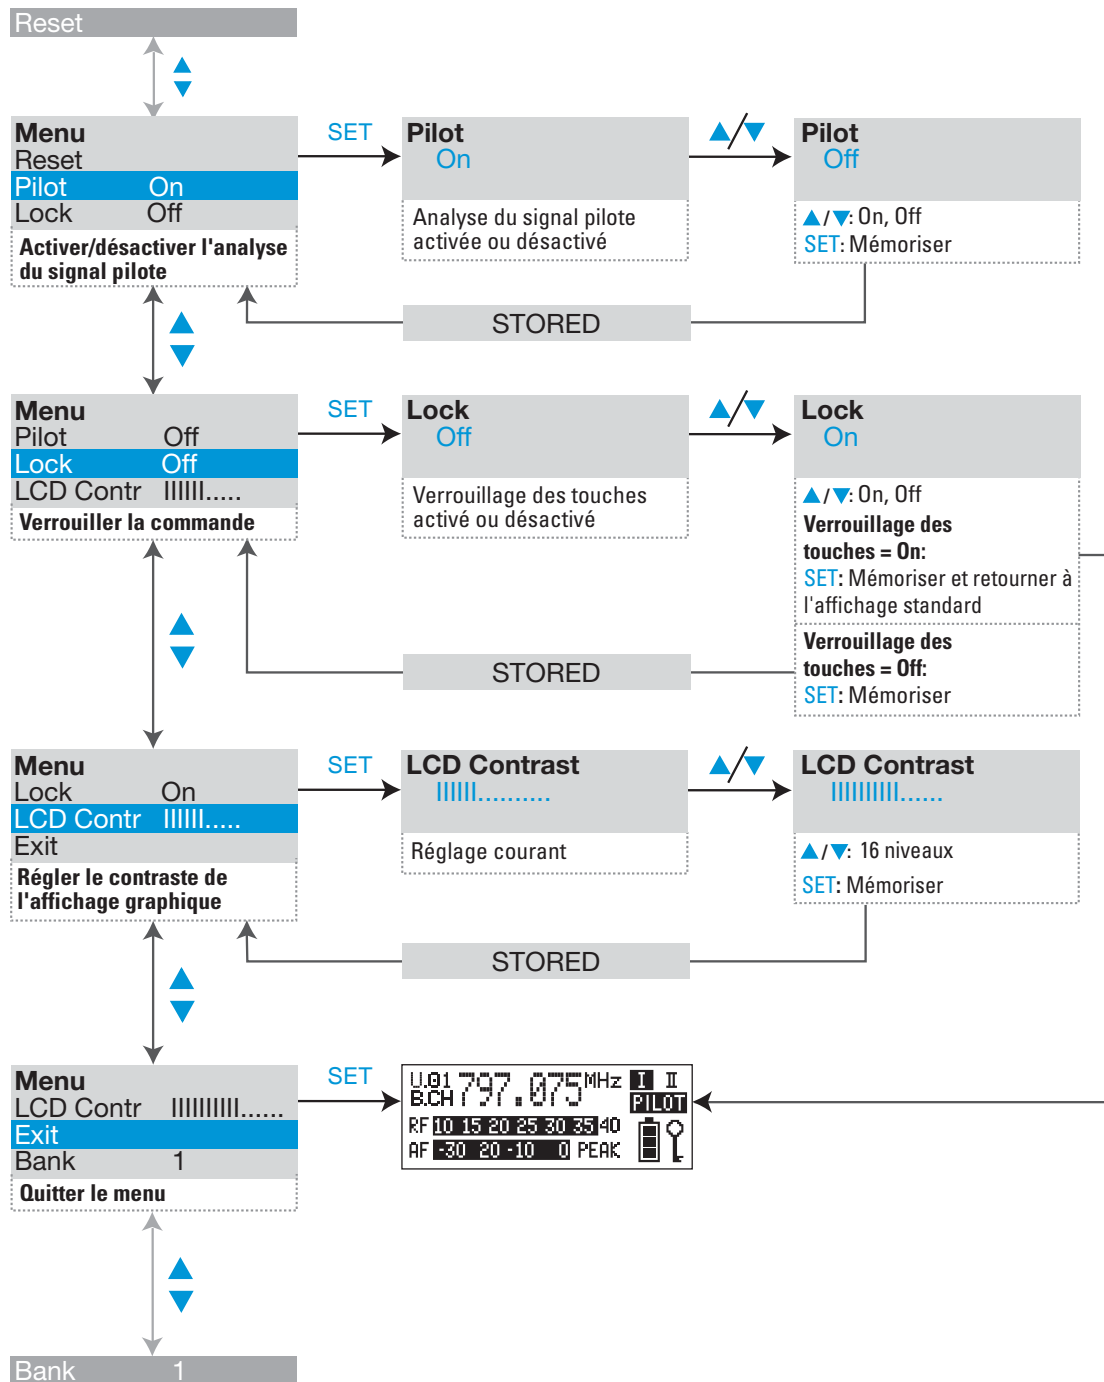 Reset
Menu
Reset
Pilot On
Lock Off
Activer/désactiver l'analyse
du signal pilote
SET
Pilot
On
Analyse du signal pilote
activée ou désactivé
▲/▼
Pilot
Off
▲/▼: On, Off
SET: Mémoriser
STORED
Menu
Pilot Off
Lock Off
LCD Contr IIIIII.....
Verrouiller la commande
SET
Lock
Off
Verrouillage des touches
activé ou désactivé
▲/▼
Lock
On
▲/▼: On, Off
Verrouillage des
touches = On:
SET: Mémoriser et retourner à
l'affichage standard
Verrouillage des
touches = Off:
SET: Mémoriser
STORED
Menu
Lock On
LCD Contr IIIIII.....
Exit
Régler le contraste de
l'affichage graphique
SET
LCD Contrast
IIIIII..........
Réglage courant
▲/▼
LCD Contrast
IIIIIIIIII......
▲/▼: 16 niveaux
SET: Mémoriser
STORED
Menu
LCD Contr IIIIIIIIII......
Exit
Bank 1
Quitter le menu
SET
U.01 797.075 MHz I II
B.CH PILOT
RF 10 15 20 25 30 35 40
AF -30 20 -10 0 PEAK
Bank 1